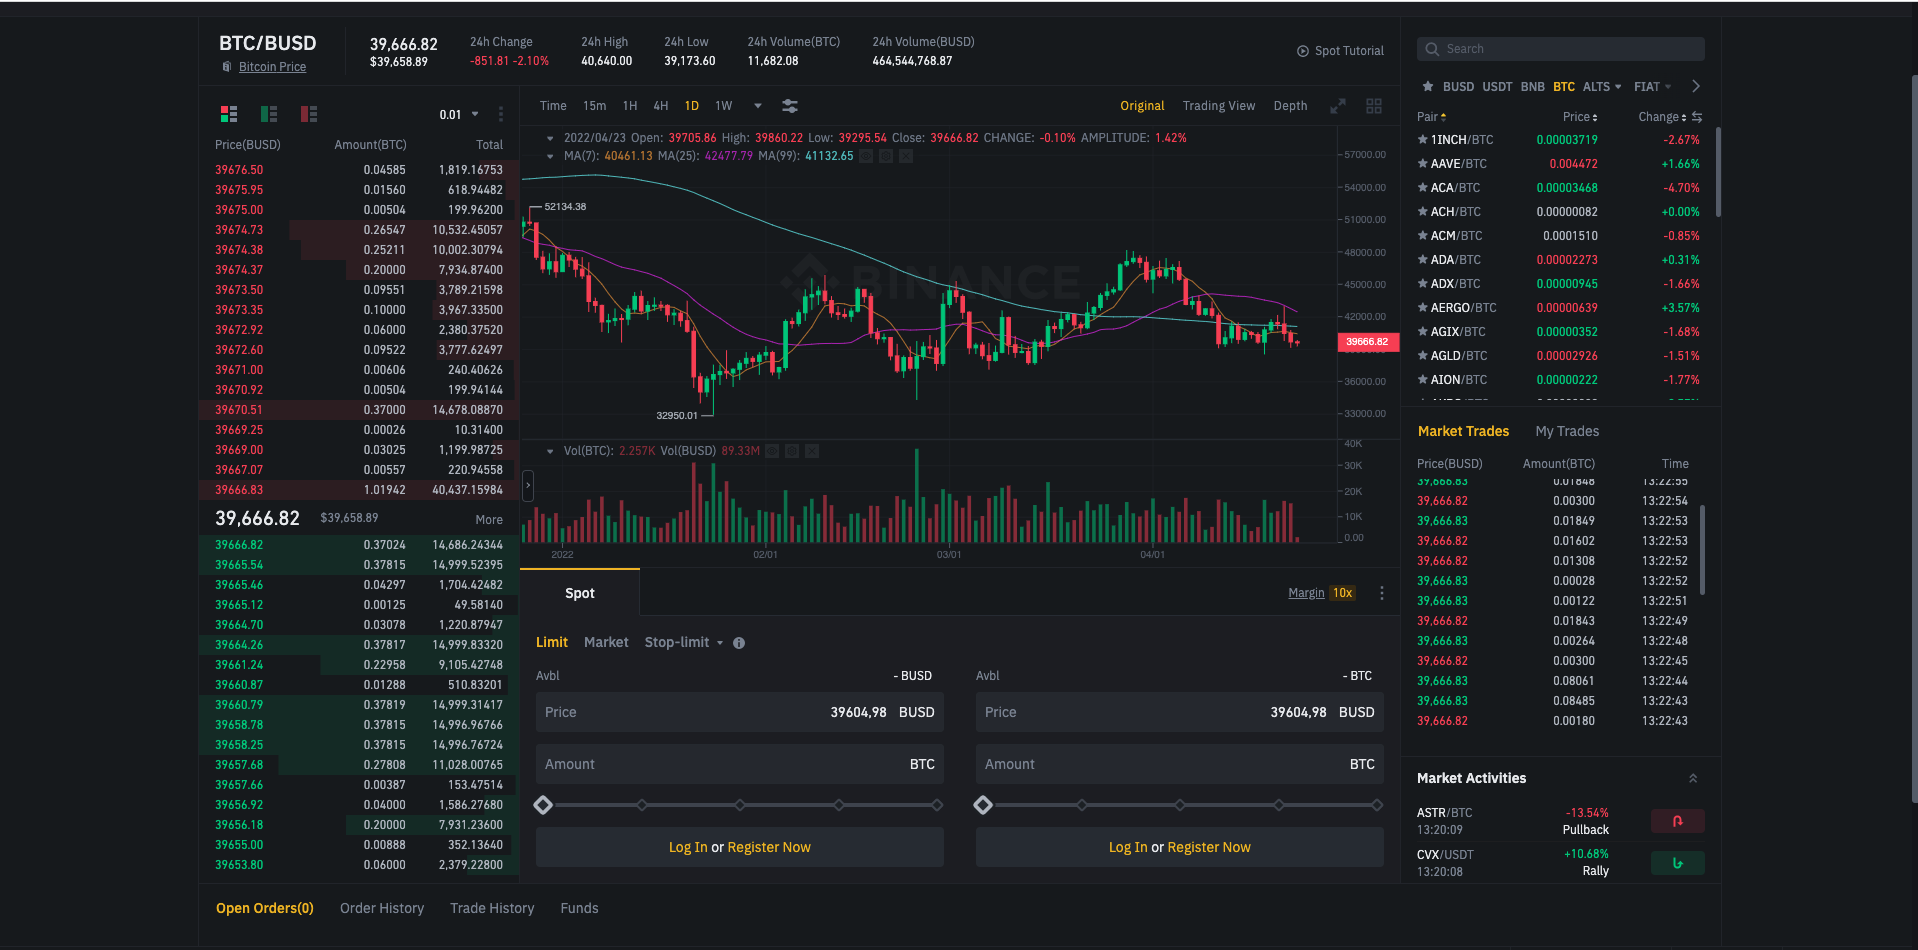 BTC/BUSD
Bitcoin Price
39,666.82
$39,658.89
24h Change
-851.81 -2.10%
24h High
40,640.00
24h Low
39,173.60
24h Volume(BTC)
11,682.08
24h Volume(BUSD)
464,544,768.87
Spot Tutorial
0.01
Price(BUSD) Amount(BTC) Total
39676.50 0.04585 1,819.16753
39675.95 0.01560 618.94482
39675.00 0.00504 199.96200
39674.73 0.26547 10,532.45057
39674.38 0.25211 10,002.30794
39674.37 0.20000 7,934.87400
39673.50 0.09551 3,789.21598
39673.35 0.10000 3,967.33500
39672.92 0.06000 2,380.37520
39672.60 0.09522 3,777.62497
39671.00 0.00606 240.40626
39670.92 0.00504 199.94144
39670.51 0.37000 14,678.08870
39669.25 0.00026 10.31400
39669.00 0.03025 1,199.98725
39667.07 0.00557 220.94558
39666.83 1.01942 40,437.15984
39,666.82 $39,658.89 More
39666.82 0.37024 14,686.24344
39665.54 0.37815 14,999.52395
39665.46 0.04297 1,704.42482
39665.12 0.00125 49.58140
39664.70 0.03078 1,220.87947
39664.26 0.37817 14,999.83320
39661.24 0.22958 9,105.42748
39660.87 0.01288 510.83201
39660.79 0.37819 14,999.31417
39658.78 0.37815 14,996.96766
39658.25 0.37815 14,996.76724
39657.68 0.27808 11,028.00765
39657.66 0.00387 153.47514
39656.92 0.04000 1,586.27680
39656.18 0.20000 7,931.23600
39655.00 0.00888 352.13640
39653.80 0.06000 2,379.22800
Time 15m 1H 4H 1D 1W
Original Trading View Depth
2022/04/23 Open: 39705.86 High: 39860.22 Low: 39295.54 Close: 39666.82 CHANGE: -0.10% AMPLITUDE: 1.42%
MA(7): 40461.13 MA(25): 42477.79 MA(99): 41132.65
57000.00
54000.00
51000.00
48000.00
45000.00
42000.00
39666.82
36000.00
33000.00
52134.38
BINANCE
32950.01
Vol(BTC): 2.257K Vol(BUSD) 89.33M
40K
30K
20K
10K
0.00
2022 02/01 03/01 04/01
Spot
Margin 10x
Limit Market Stop-limit
Avbl - BUSD
Price 39604,98 BUSD
Amount BTC
Log In or Register Now
Avbl - BTC
Price 39604,98 BUSD
Amount BTC
Log In or Register Now
Search
BUSD USDT BNB BTC ALTS FIAT
Pair Price Change
1INCH/BTC 0.00003719 -2.67%
AAVE/BTC 0.004472 +1.66%
ACA/BTC 0.00003468 -4.70%
ACH/BTC 0.00000082 +0.00%
ACM/BTC 0.0001510 -0.85%
ADA/BTC 0.00002273 +0.31%
ADX/BTC 0.00000945 -1.66%
AERGO/BTC 0.00000639 +3.57%
AGIX/BTC 0.00000352 -1.68%
AGLD/BTC 0.00002926 -1.51%
AION/BTC 0.00000222 -1.77%
Market Trades My Trades
Price(BUSD) Amount(BTC) Time
39,666.83 0.01848 13:22:55
39,666.82 0.00300 13:22:54
39,666.83 0.01849 13:22:53
39,666.82 0.01602 13:22:53
39,666.82 0.01308 13:22:52
39,666.83 0.00028 13:22:52
39,666.83 0.00122 13:22:51
39,666.82 0.01843 13:22:49
39,666.83 0.00264 13:22:48
39,666.82 0.00300 13:22:45
39,666.83 0.08061 13:22:44
39,666.83 0.08485 13:22:43
39,666.82 0.00180 13:22:43
Market Activities
ASTR/BTC -13.54%
13:20:09 Pullback
CVX/USDT +10.68%
13:20:08 Rally
Open Orders(0) Order History Trade History Funds